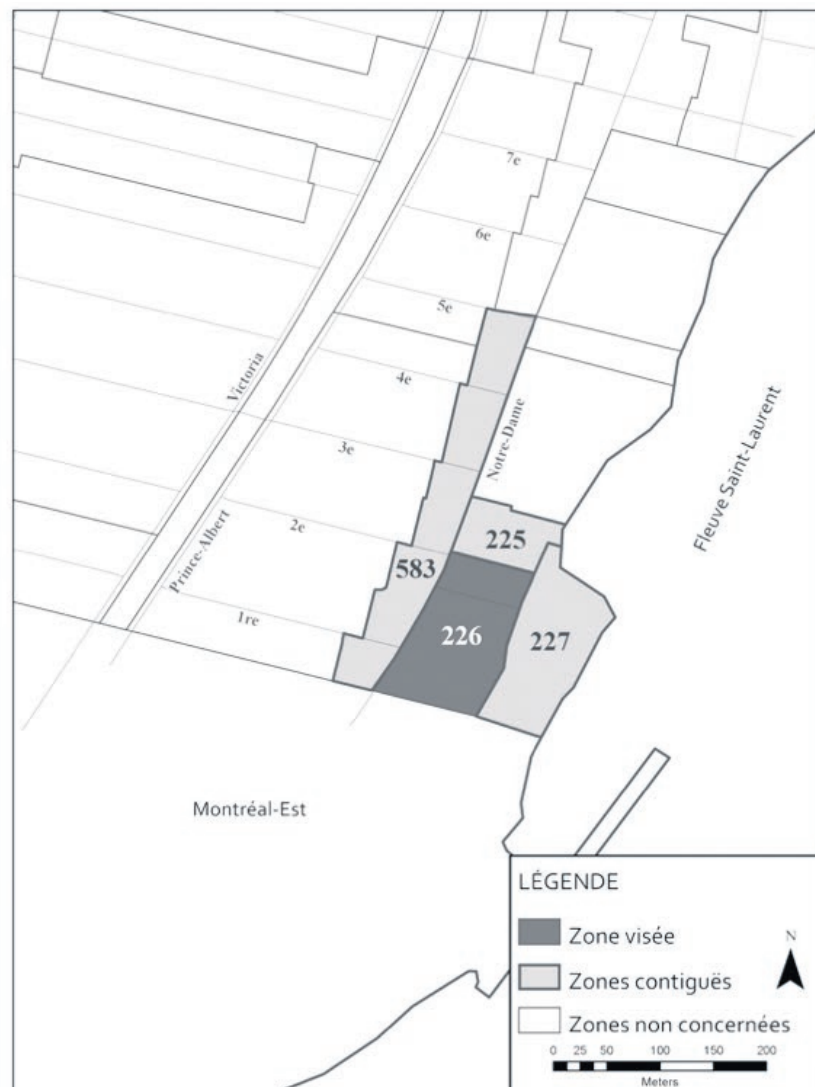 7e
6e
5e
Victoria
4e
Notre-Dame
3e
Fleuve Saint-Laurent
2e
225
Prince-Albert
583
1re
226
227
Montréal-Est
LÉGENDE
N
Zone visée
Zones contiguës
Zones non concernées
0 25 50 100 150 200
Meters